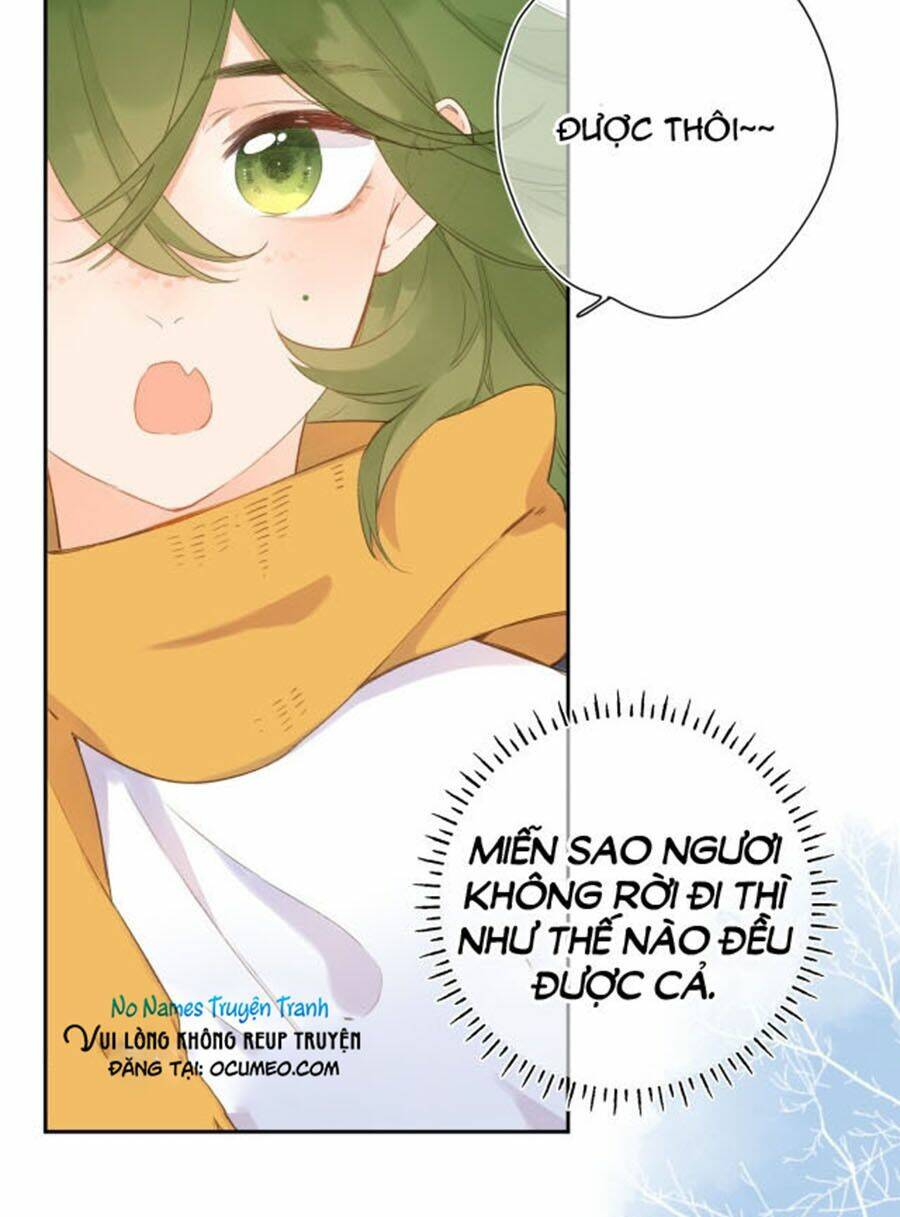 ĐƯỢC THÔI~~
MIỄN SAO NGƯƠI
KHÔNG RỜI ĐI THÌ
NHƯ THẾ NÀO ĐỀU
ĐƯỢC CẢ.
No Names Truyện Tranh
VUI LÒNG KHÔNG REUP TRUYỆN
ĐĂNG TẠI: OCUMEO.COM